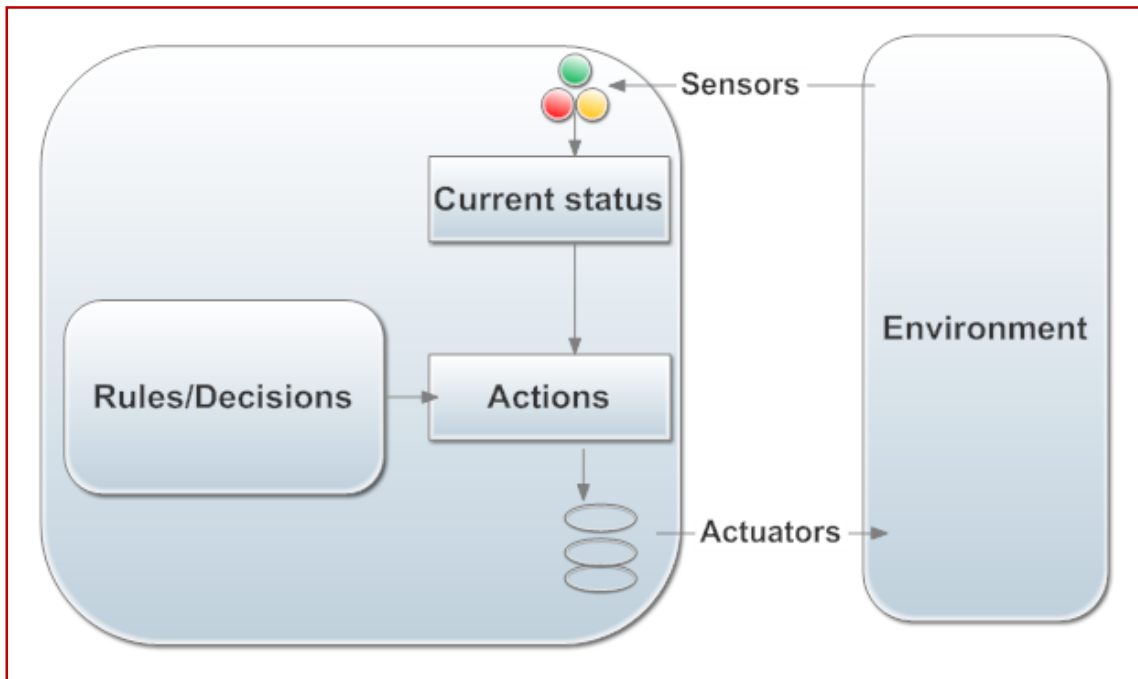 Sensors
Current status
Environment
Rules/Decisions
Actions
Actuators